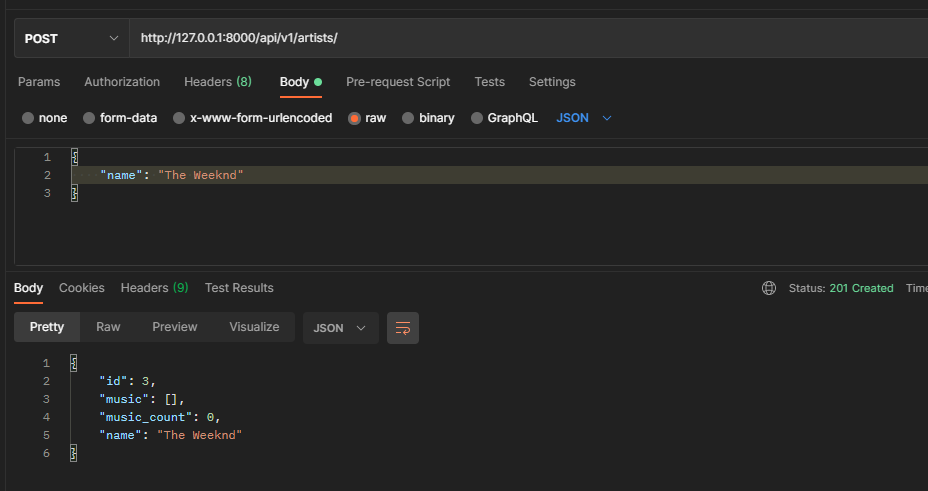 POST http://127.0.0.1:8000/api/v1/artists/
Params Authorization Headers (8) Body Pre-request Script Tests Settings
none form-data x-www-form-urlencoded raw binary GraphQL JSON
1 {
2 "name": "The Weeknd"
3 }
Body Cookies Headers (9) Test Results Status: 201 Created Time
Pretty Raw Preview Visualize JSON
1 {
2 "id": 3,
3 "music": [],
4 "music_count": 0,
5 "name": "The Weeknd"
6 }